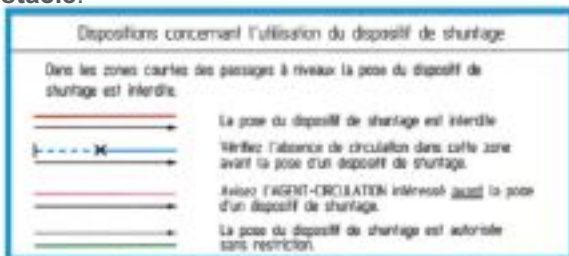 stacle.
Dispositions concernant l'utilisation du dispositif de shuntage
Dans les zones courtes des passages à niveaux la pose du dispositif de
shuntage est interdite.
La pose du dispositif de shuntage est interdite
Vérifiez l'absence de circulation dans cette zone
avant la pose d'un dispositif de shuntage.
Avisez l'AGENT-CIRCULATION intéressé avant la pose
d'un dispositif de shuntage.
La pose du dispositif de shuntage est autorisée
sans restriction.